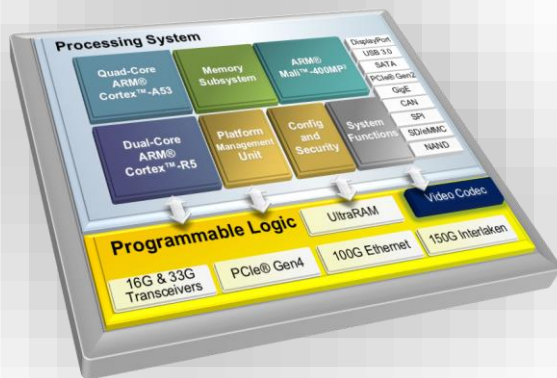 Processing System
Quad-Core
ARM®
Cortex™-A53
Memory
Subsystem
ARM®
Mali™-400MP²
DisplayPort
USB 3.0
SATA
PCIe® Gen2
GigE
CAN
SPI
SD/eMMC
NAND
Dual-Core
ARM®
Cortex™-R5
Platform
Management
Unit
Config
and
Security
System
Functions
Programmable Logic
UltraRAM
Video Codec
16G & 33G
Transceivers
PCIe® Gen4
100G Ethernet
150G Interlaken